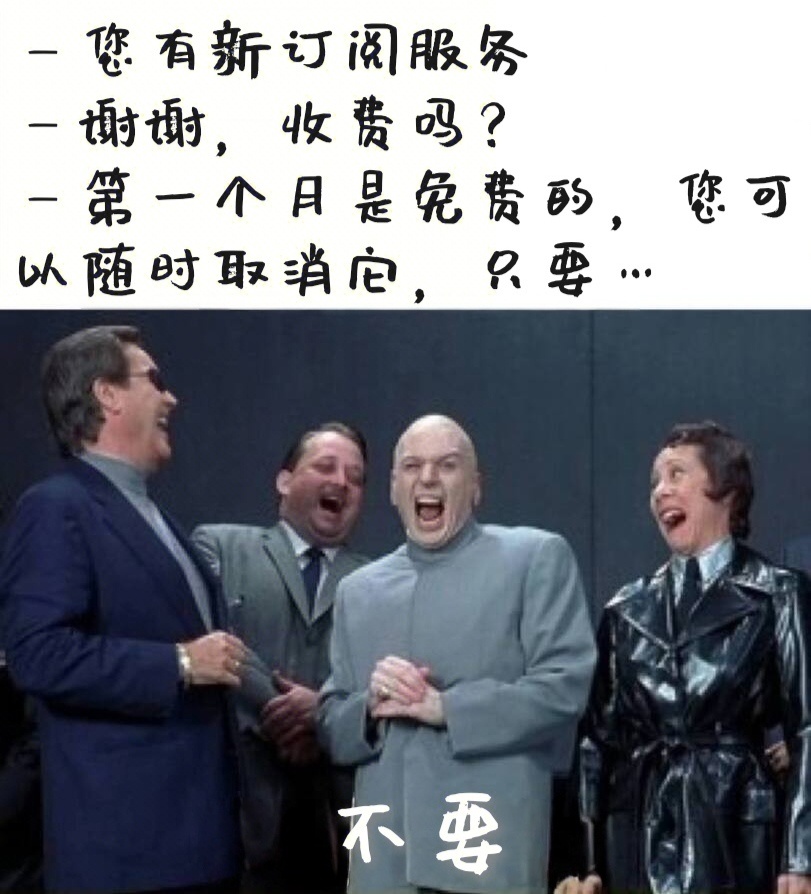 - 您有新订阅服务
- 谢谢, 收费吗?
- 第一个月是免费的, 您可
以随时取消它, 只要…
不要